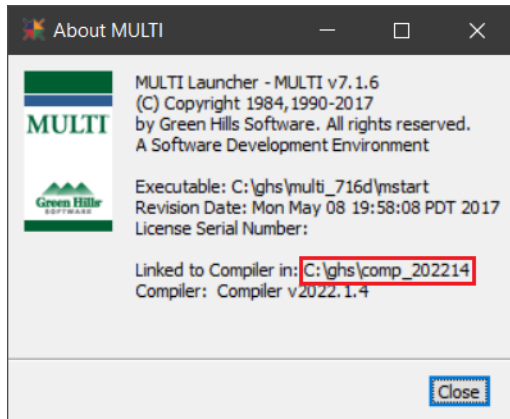 About MULTI
MULTI Launcher - MULTI v7.1.6
(C) Copyright 1984,1990-2017
by Green Hills Software. All rights reserved.
A Software Development Environment
MULTI
Green Hills
SOFTWARE
Executable: C:\ghs\multi_716d\mstart
Revision Date: Mon May 08 19:58:08 PDT 2017
License Serial Number:
Linked to Compiler in: C:\ghs\comp_202214
Compiler: Compiler v2022.1.4
Close